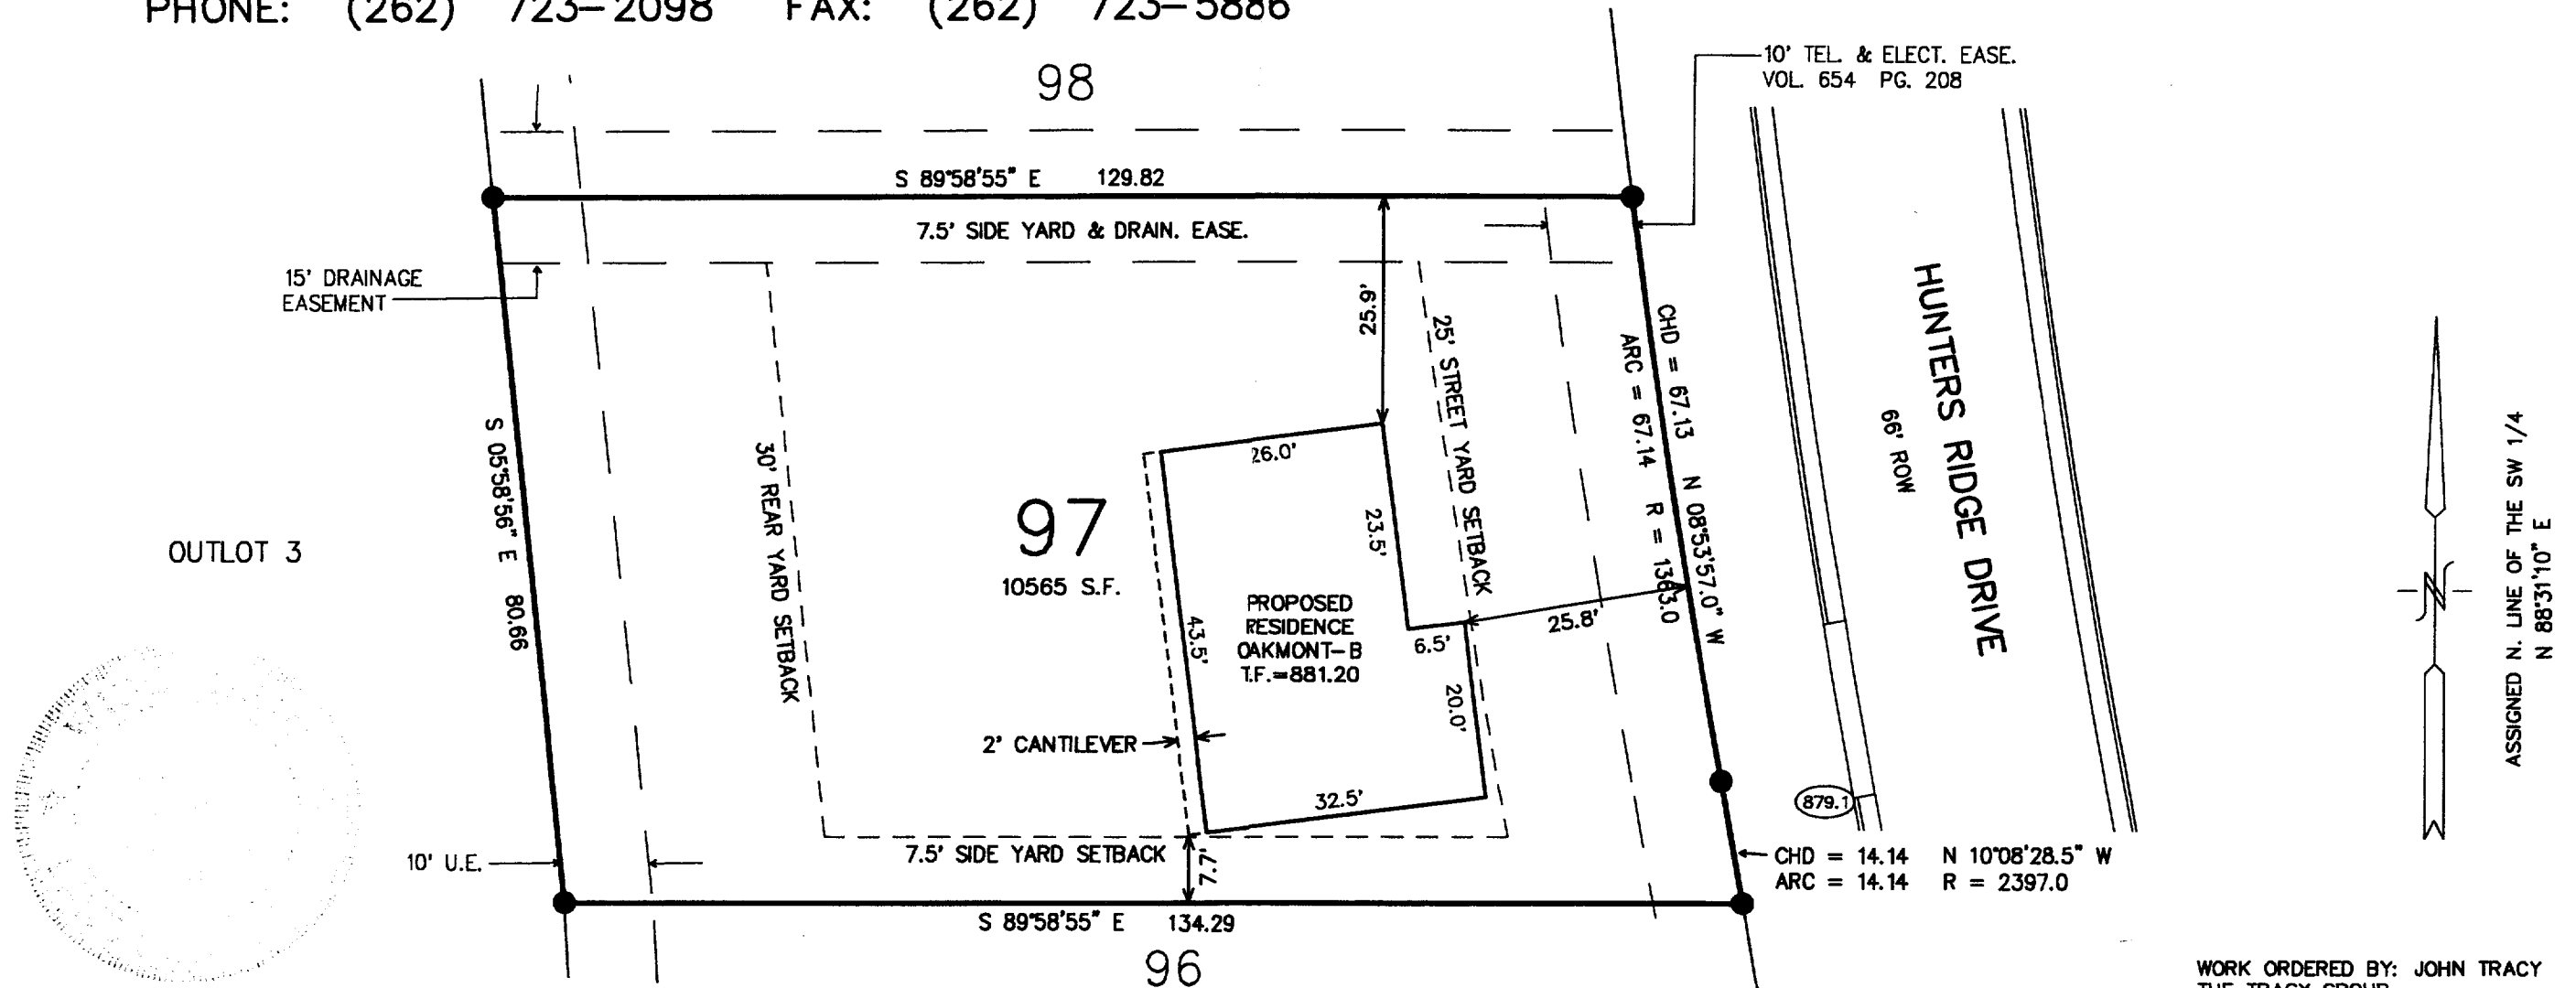 PHONE: (262) 723-2098 FAX: (262) 723-5886
98
10' TEL. & ELECT. EASE.
VOL. 654 PG. 208
S 89°58'55" E 129.82
7.5' SIDE YARD & DRAIN. EASE.
15' DRAINAGE
EASEMENT
25.9'
25' STREET YARD SETBACK
CHD = 67.13 N 08°53'57.0" W
ARC = 67.14 R = 1363.0
HUNTERS RIDGE DRIVE
66' ROW
S 05°58'56" E 80.66
30' REAR YARD SETBACK
26.0'
97
10565 S.F.
23.5'
OUTLOT 3
PROPOSED
RESIDENCE
OAKMONT-B
T.F.=881.20
43.5'
6.5'
25.8'
20.0'
2' CANTILEVER
32.5'
879.1
10' U.E.
7.5' SIDE YARD SETBACK
7.7'
CHD = 14.14 N 10°08'28.5" W
ARC = 14.14 R = 2397.0
S 89°58'55" E 134.29
96
N
ASSIGNED N. LINE OF THE SW 1/4
N 88°31'10" E
WORK ORDERED BY: JOHN TRACY
THE TRACY GROUP